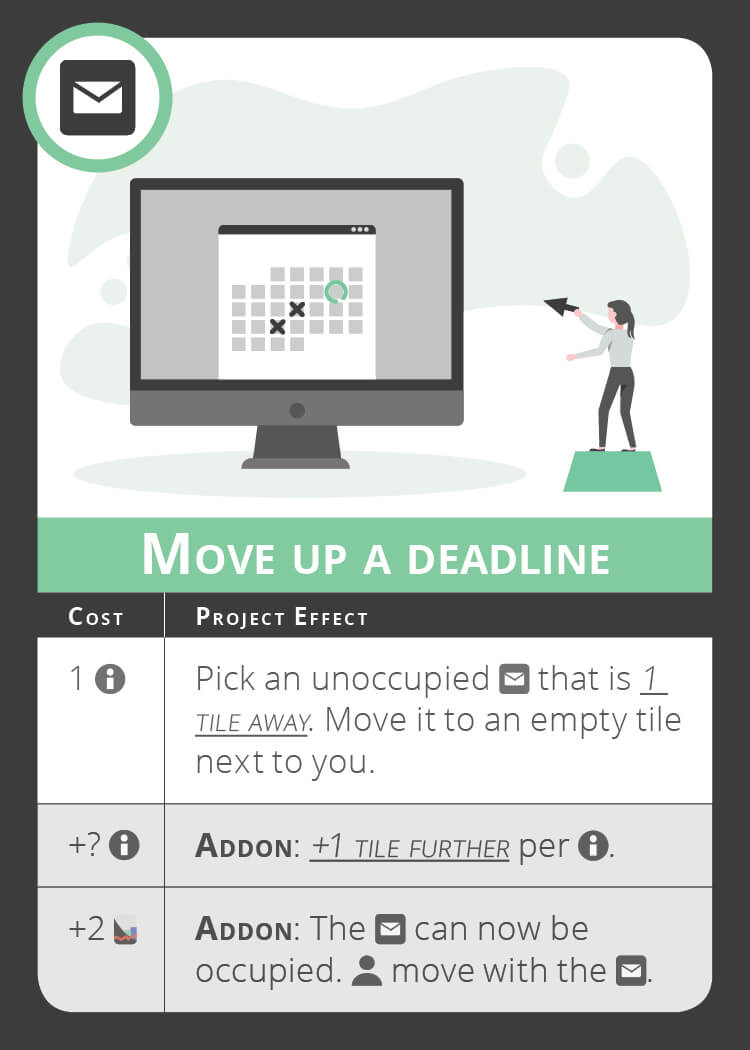 MOVE UP A DEADLINE
COST PROJECT EFFECT
1
Pick an unoccupied that is 1
TILE AWAY. Move it to an empty tile
next to you.
+?
ADDON: +1 TILE FURTHER per .
+2
ADDON: The can now be
occupied. move with the .